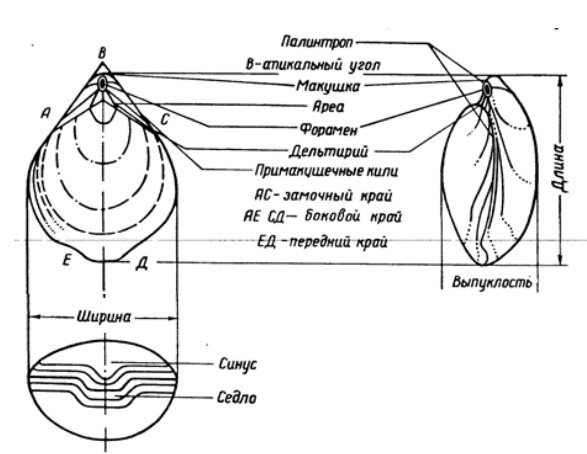 В
Палинтроп
В-апикальный угол
Макушка
А
Ареа
С
Форамен
Дельтирий
Примакушечные кили
АС - замочный край
АЕ СД - боковой край
ЕД - передний край
Е
Д
Длина
Выпуклость
Ширина
Синус
Седло